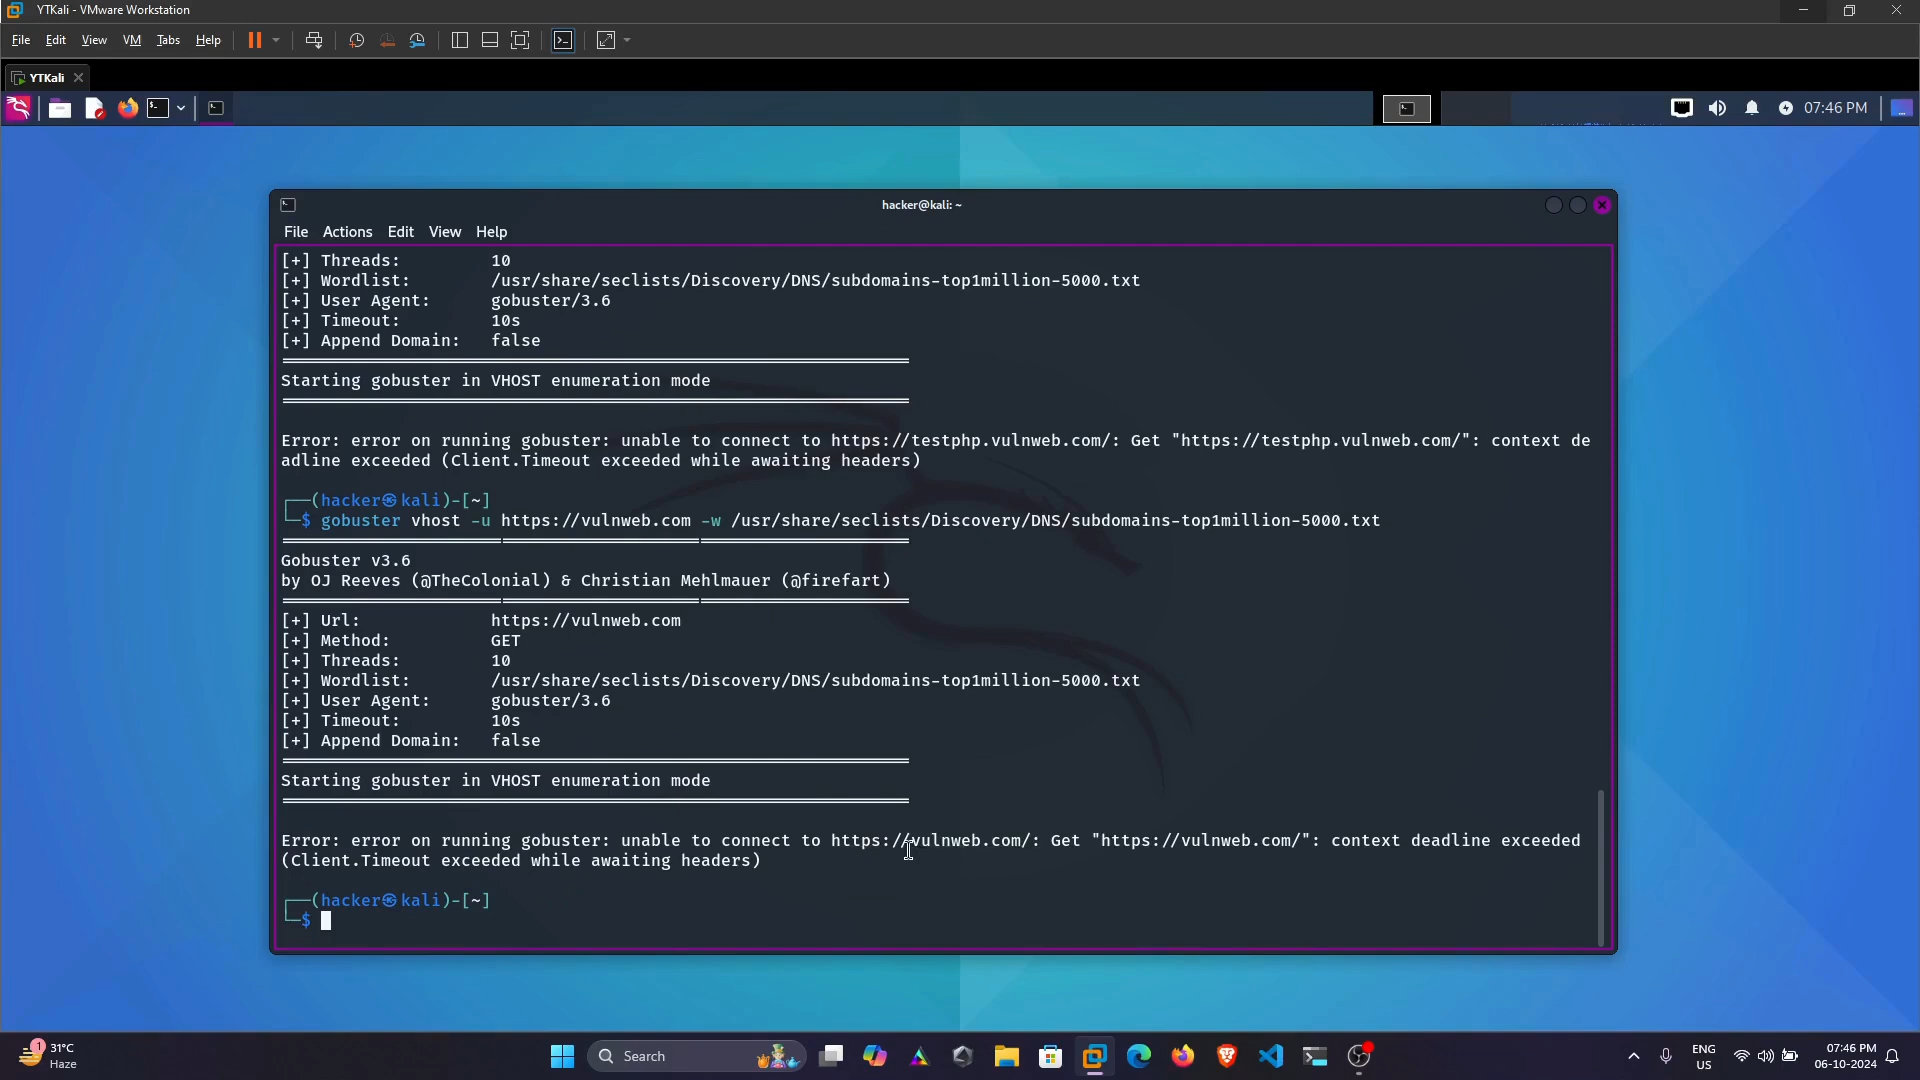 YTKali - VMware Workstation
File Edit View VM Tabs Help
YTKali
07:46 PM
hacker@kali: ~
File Actions Edit View Help
[+] Threads: 10
[+] Wordlist: /usr/share/seclists/Discovery/DNS/subdomains-top1million-5000.txt
[+] User Agent: gobuster/3.6
[+] Timeout: 10s
[+] Append Domain: false
Starting gobuster in VHOST enumeration mode
Error: error on running gobuster: unable to connect to https://testphp.vulnweb.com/: Get "https://testphp.vulnweb.com/": context de
adline exceeded (Client.Timeout exceeded while awaiting headers)
┌──(hacker㉿kali)-[~]
└─$ gobuster vhost -u https://vulnweb.com -w /usr/share/seclists/Discovery/DNS/subdomains-top1million-5000.txt
Gobuster v3.6
by OJ Reeves (@TheColonial) & Christian Mehlmauer (@firefart)
[+] Url: https://vulnweb.com
[+] Method: GET
[+] Threads: 10
[+] Wordlist: /usr/share/seclists/Discovery/DNS/subdomains-top1million-5000.txt
[+] User Agent: gobuster/3.6
[+] Timeout: 10s
[+] Append Domain: false
Starting gobuster in VHOST enumeration mode
Error: error on running gobuster: unable to connect to https://vulnweb.com/: Get "https://vulnweb.com/": context deadline exceeded
(Client.Timeout exceeded while awaiting headers)
┌──(hacker㉿kali)-[~]
└─$
1
31°C
Haze
Search
ENG
US
07:46 PM
06-10-2024